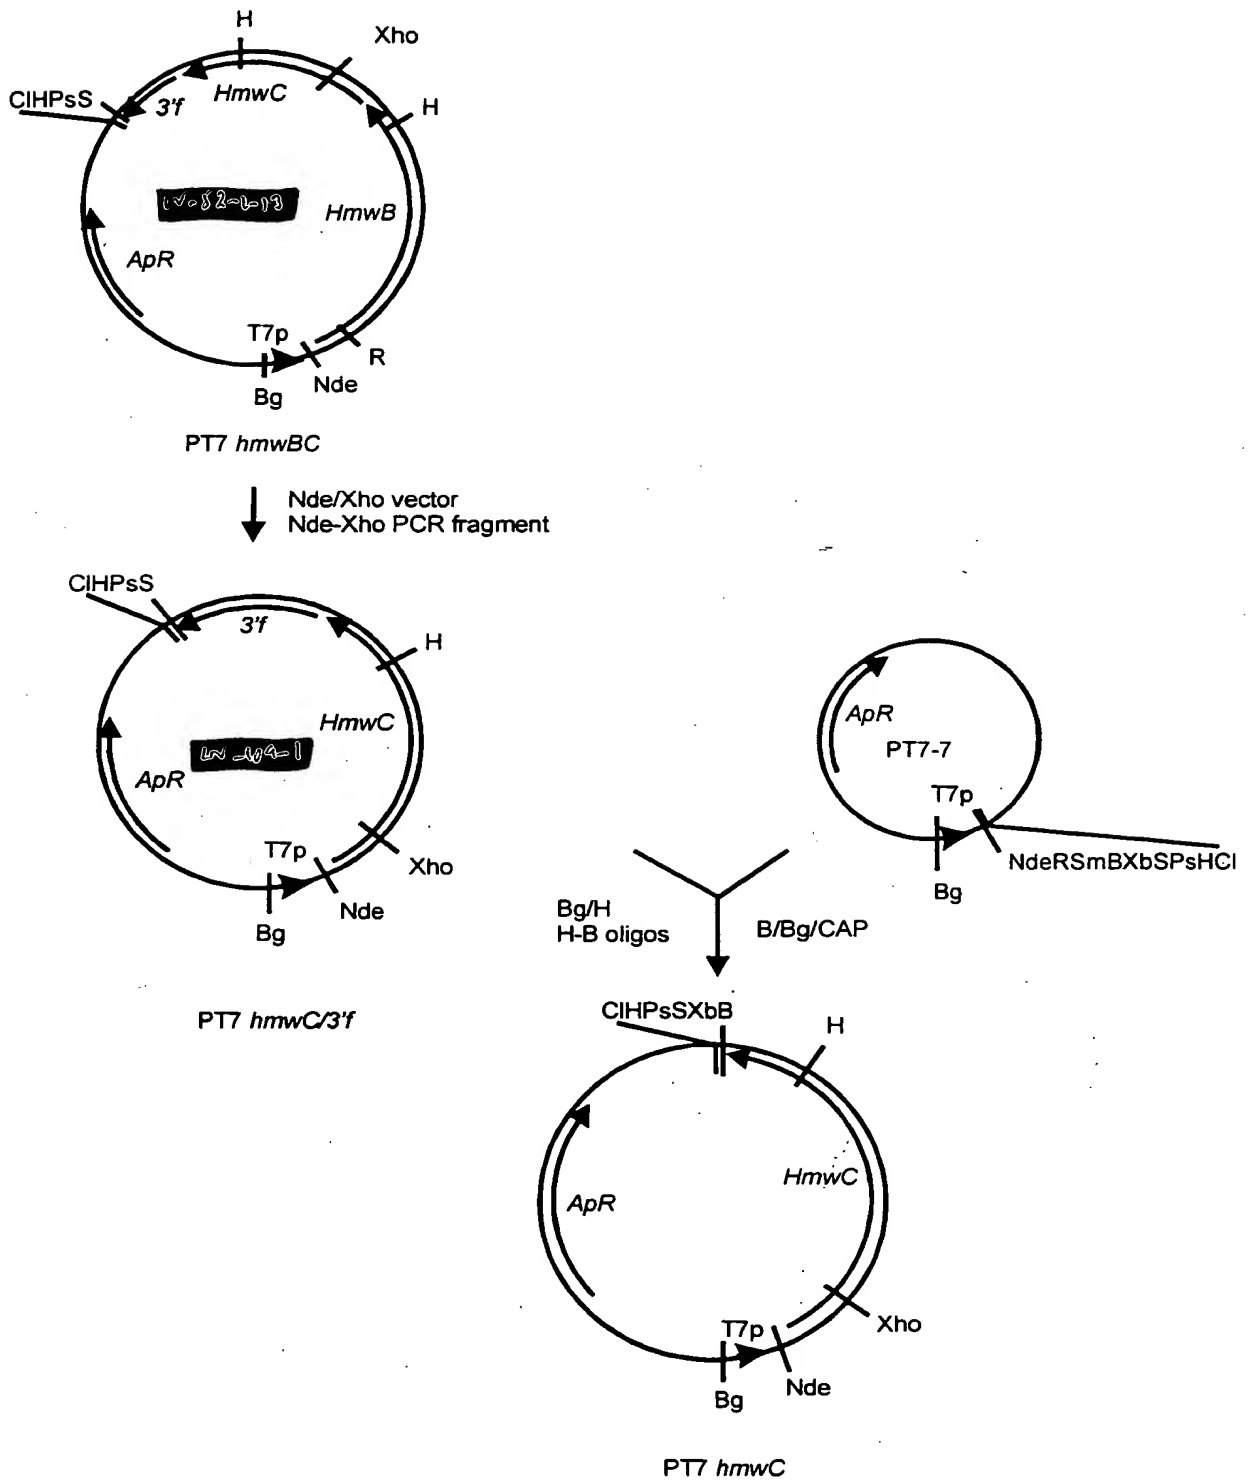 H
Xho
ClHPsS
3'f
HmwC
H
HmwB
ApR
T7p
R
Nde
Bg
PT7 hmwBC
Nde/Xho vector
Nde-Xho PCR fragment
ClHPsS
3'f
H
HmwC
ApR
T7p
Xho
Nde
Bg
PT7 hmwC/3'f
ApR
PT7-7
T7p
NdeRSmBXbSPsHCl
Bg
Bg/H
H-B oligos
B/Bg/CAP
ClHPsSXbB
H
HmwC
ApR
T7p
Xho
Nde
Bg
PT7 hmwC